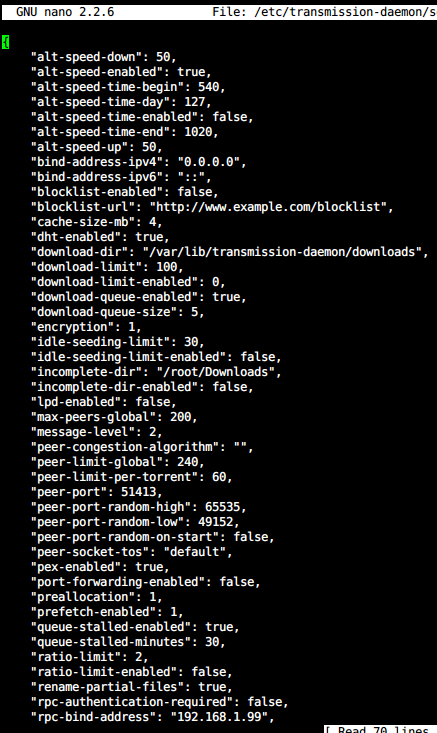 GNU nano 2.2.6 File: /etc/transmission-daemon/s
{
"alt-speed-down": 50,
"alt-speed-enabled": true,
"alt-speed-time-begin": 540,
"alt-speed-time-day": 127,
"alt-speed-time-enabled": false,
"alt-speed-time-end": 1020,
"alt-speed-up": 50,
"bind-address-ipv4": "0.0.0.0",
"bind-address-ipv6": "::",
"blocklist-enabled": false,
"blocklist-url": "http://www.example.com/blocklist",
"cache-size-mb": 4,
"dht-enabled": true,
"download-dir": "/var/lib/transmission-daemon/downloads",
"download-limit": 100,
"download-limit-enabled": 0,
"download-queue-enabled": true,
"download-queue-size": 5,
"encryption": 1,
"idle-seeding-limit": 30,
"idle-seeding-limit-enabled": false,
"incomplete-dir": "/root/Downloads",
"incomplete-dir-enabled": false,
"lpd-enabled": false,
"max-peers-global": 200,
"message-level": 2,
"peer-congestion-algorithm": "",
"peer-limit-global": 240,
"peer-limit-per-torrent": 60,
"peer-port": 51413,
"peer-port-random-high": 65535,
"peer-port-random-low": 49152,
"peer-port-random-on-start": false,
"peer-socket-tos": "default",
"pex-enabled": true,
"port-forwarding-enabled": false,
"preallocation": 1,
"prefetch-enabled": 1,
"queue-stalled-enabled": true,
"queue-stalled-minutes": 30,
"ratio-limit": 2,
"ratio-limit-enabled": false,
"rename-partial-files": true,
"rpc-authentication-required": false,
"rpc-bind-address": "192.168.1.99",
[ Read 70 lines